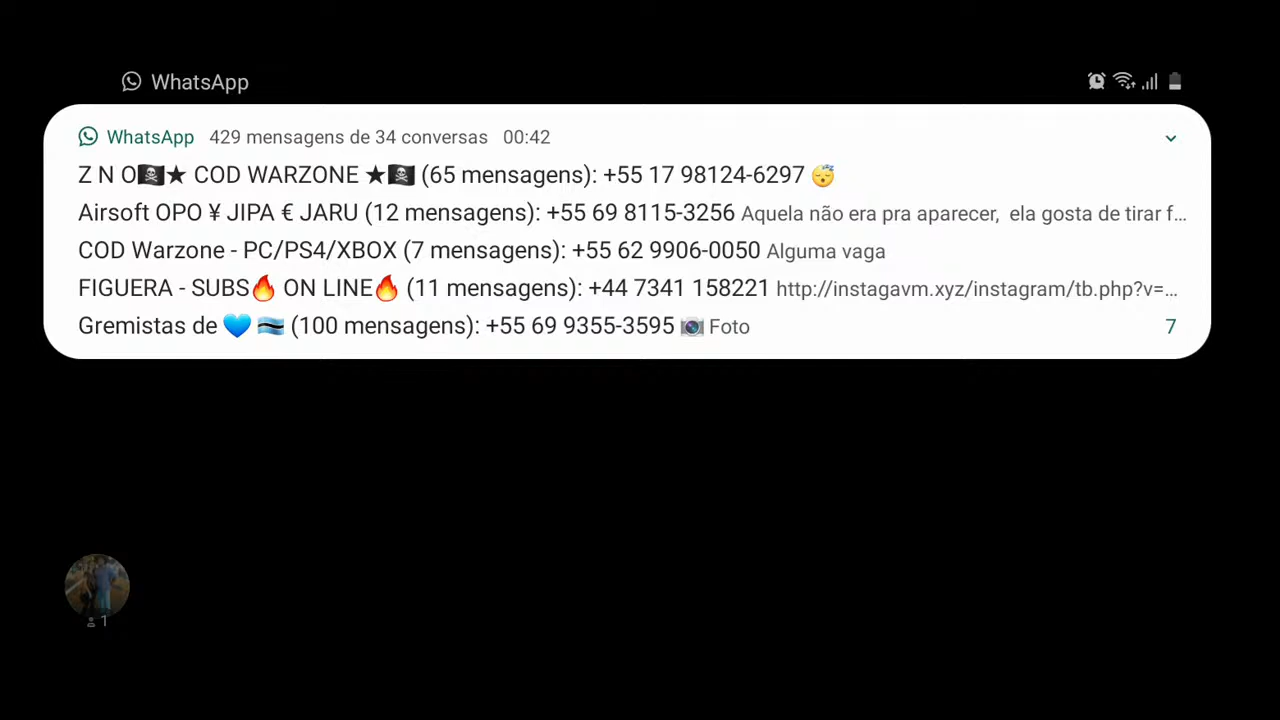 WhatsApp
WhatsApp 429 mensagens de 34 conversas 00:42
Z N O🏴‍☠️★ COD WARZONE ★🏴‍☠️ (65 mensagens): +55 17 98124-6297 😴
Airsoft OPO ¥ JIPA € JARU (12 mensagens): +55 69 8115-3256 Aquela não era pra aparecer, ela gosta de tirar f...
COD Warzone - PC/PS4/XBOX (7 mensagens): +55 62 9906-0050 Alguma vaga
FIGUERA - SUBS🔥 ON LINE🔥 (11 mensagens): +44 7341 158221 http://instagavm.xyz/instagram/tb.php?v=...
Gremistas de 💙 🇧🇼 (100 mensagens): +55 69 9355-3595 📷 Foto 7
1